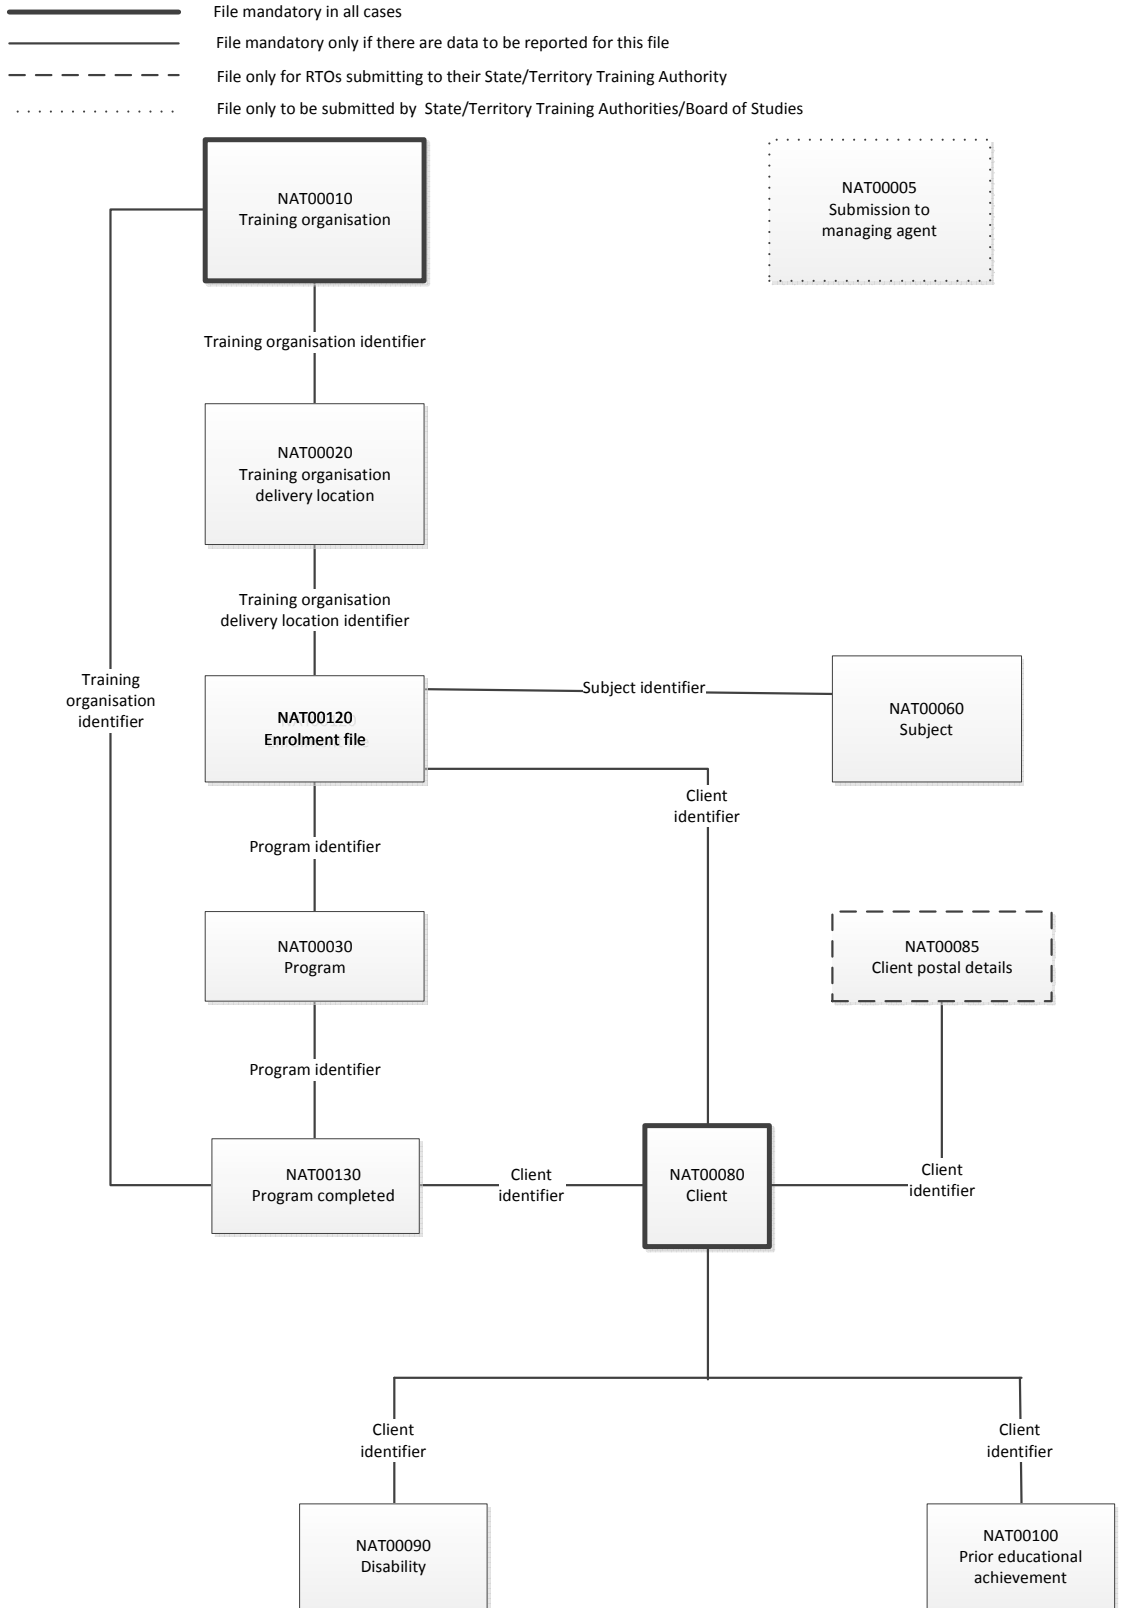 File mandatory in all cases
File mandatory only if there are data to be reported for this file
File only for RTOs submitting to their State/Territory Training Authority
File only to be submitted by State/Territory Training Authorities/Board of Studies
NAT00010
Training organisation
NAT00005
Submission to
managing agent
Training organisation identifier
NAT00020
Training organisation
delivery location
Training organisation
delivery location identifier
Training
organisation
identifier
NAT00120
Enrolment file
Subject identifier
NAT00060
Subject
Client
identifier
Program identifier
NAT00030
Program
NAT00085
Client postal details
Program identifier
NAT00130
Program completed
Client
identifier
NAT00080
Client
Client
identifier
Client
identifier
Client
identifier
NAT00090
Disability
NAT00100
Prior educational
achievement